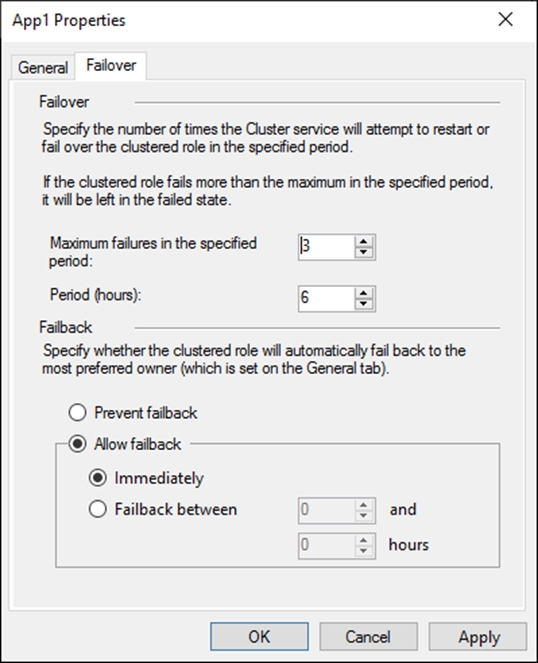 App1 Properties
General
Failover
Failover
Specify the number of times the Cluster service will attempt to restart or
fail over the clustered role in the specified period.
If the clustered role fails more than the maximum in the specified period,
it will be left in the failed state.
Maximum failures in the specified
period:
3
Period (hours):
6
Failback
Specify whether the clustered role will automatically fail back to the
most preferred owner (which is set on the General tab).
Prevent failback
Allow failback
Immediately
Failback between
0
and
0
hours
OK
Cancel
Apply